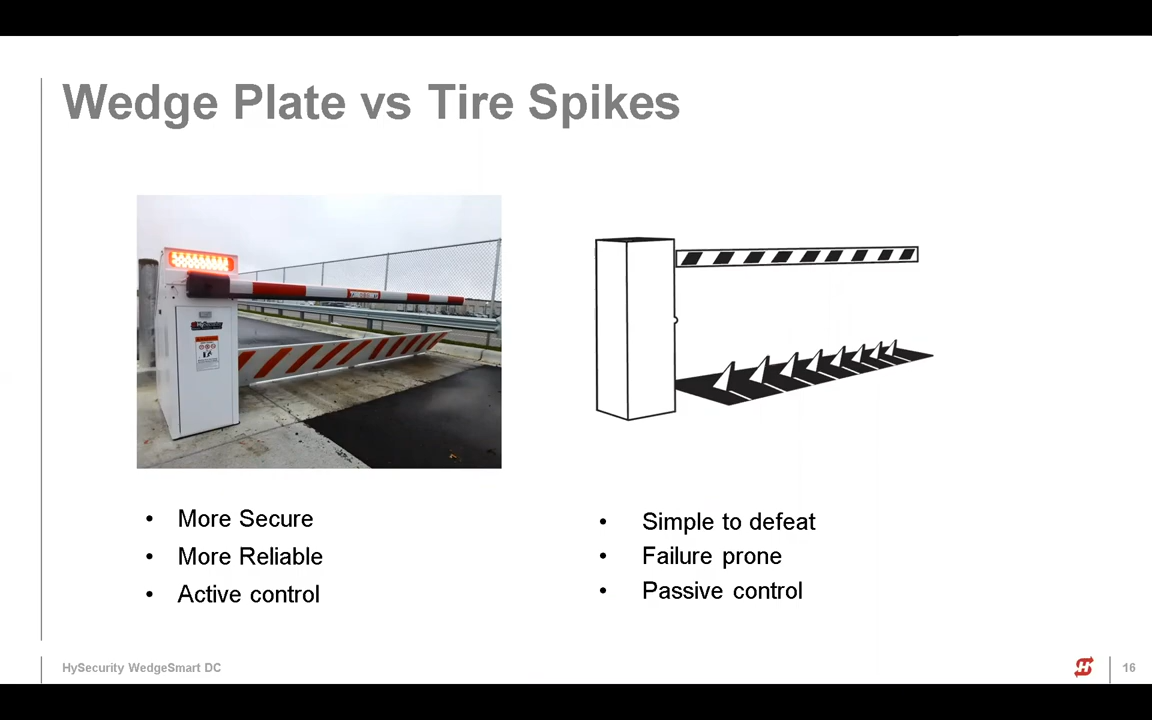 Wedge Plate vs Tire Spikes
HySecurity
• More Secure
• More Reliable
• Active control
• Simple to defeat
• Failure prone
• Passive control
HySecurity WedgeSmart DC
H
16